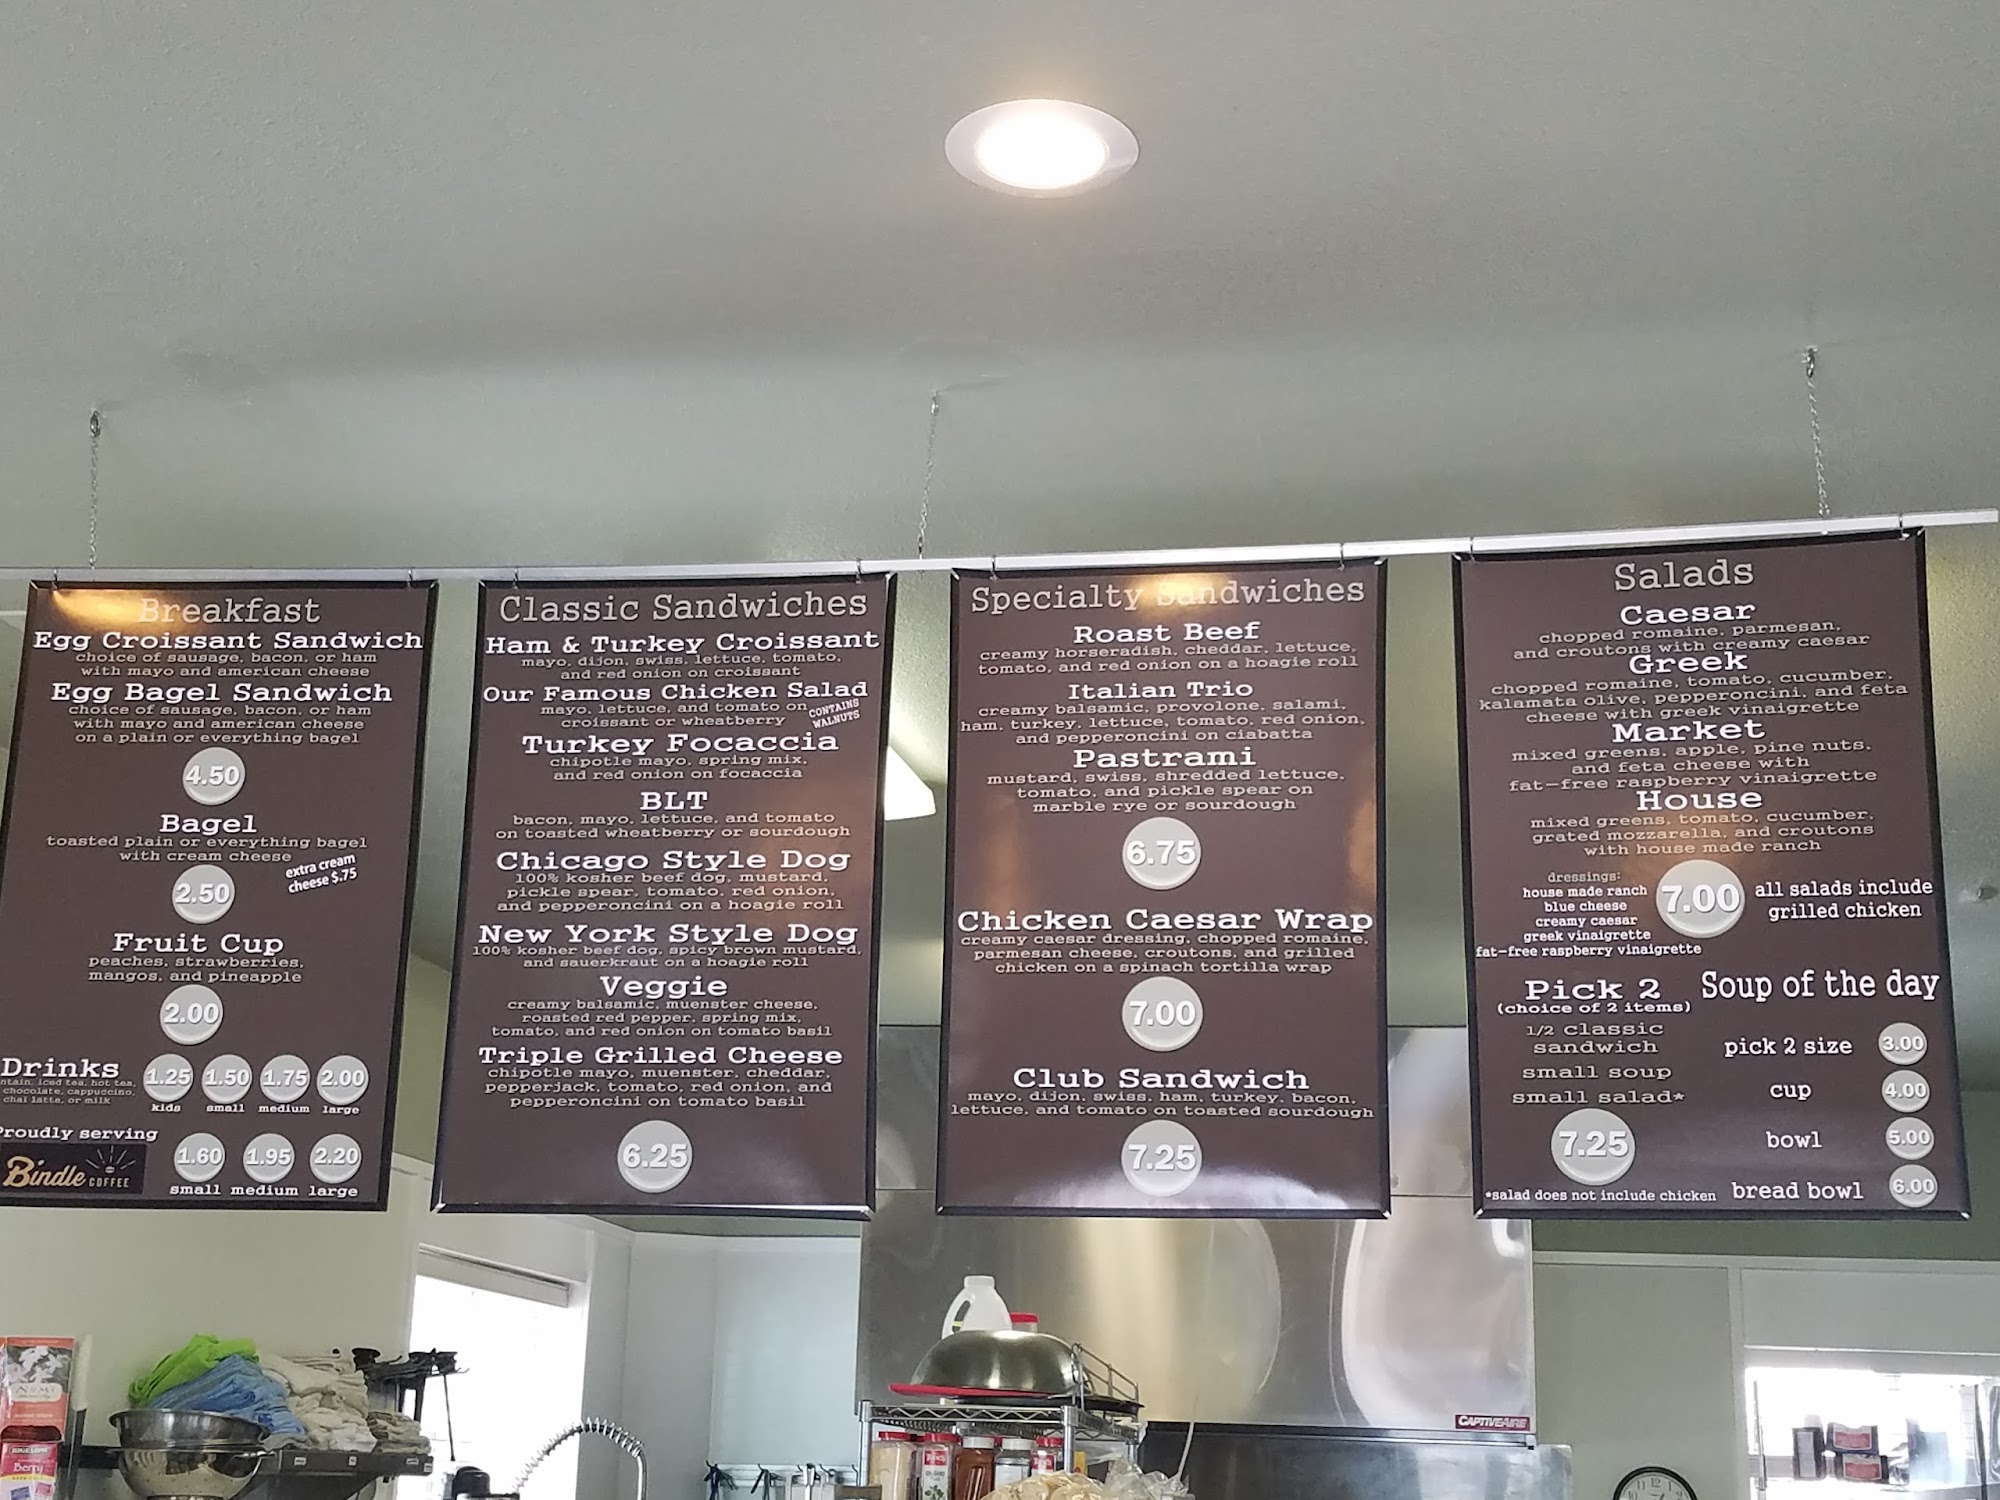 Breakfast
Egg Croissant Sandwich
choice of sausage, bacon, or ham
with mayo and american cheese
Egg Bagel Sandwich
choice of sausage, bacon, or ham
with mayo and american cheese
on a plain or everything bagel
4.50
Bagel
toasted plain or everything bagel
with cream cheese
extra cream
cheese $.75
2.50
Fruit Cup
peaches, strawberries,
mangos, and pineapple
2.00
Drinks
iced tea, hot tea,
chocolate, cappuccino,
chai latte, or milk
1.25 1.50 1.75 2.00
kids small medium large
Proudly serving
Bindle COFFEE
1.60 1.95 2.20
small medium large
Classic Sandwiches
Ham & Turkey Croissant
mayo, dijon, swiss, lettuce, tomato,
and red onion on croissant
Our Famous Chicken Salad
mayo, lettuce, and tomato on
croissant or wheatberry
CONTAINS
WALNUTS
Turkey Focaccia
chipotle mayo, spring mix,
and red onion on focaccia
BLT
bacon, mayo, lettuce, and tomato
on toasted wheatberry or sourdough
Chicago Style Dog
100% kosher beef dog, mustard,
pickle spear, tomato, red onion,
and pepperoncini on a hoagie roll
New York Style Dog
100% kosher beef dog, spicy brown mustard,
and sauerkraut on a hoagie roll
Veggie
creamy balsamic, muenster cheese,
roasted red pepper, spring mix,
tomato, and red onion on tomato basil
Triple Grilled Cheese
chipotle mayo, muenster, cheddar,
pepperjack, tomato, red onion, and
pepperoncini on tomato basil
6.25
Specialty Sandwiches
Roast Beef
creamy horseradish, cheddar, lettuce,
tomato, and red onion on a hoagie roll
Italian Trio
creamy balsamic, provolone, salami,
ham, turkey, lettuce, tomato, red onion,
and pepperoncini on ciabatta
Pastrami
mustard, swiss, shredded lettuce,
tomato, and pickle spear on
marble rye or sourdough
6.75
Chicken Caesar Wrap
creamy caesar dressing, chopped romaine,
parmesan cheese, croutons, and grilled
chicken on a spinach tortilla wrap
7.00
Club Sandwich
mayo, dijon, swiss, ham, turkey, bacon,
lettuce, and tomato on toasted sourdough
7.25
Salads
Caesar
chopped romaine, parmesan,
and croutons with creamy caesar
Greek
chopped romaine, tomato, cucumber,
kalamata olive, pepperoncini, and feta
cheese with greek vinaigrette
Market
mixed greens, apple, pine nuts,
and feta cheese with
fat-free raspberry vinaigrette
House
mixed greens, tomato, cucumber,
grated mozzarella, and croutons
with house made ranch
dressings:
house made ranch
blue cheese
creamy caesar
greek vinaigrette
fat-free raspberry vinaigrette
7.00
all salads include
grilled chicken
Pick 2
(choice of 2 items)
1/2 classic
sandwich
small soup
small salad*
7.25
*salad does not include chicken
Soup of the day
pick 2 size 3.00
cup 4.00
bowl 5.00
bread bowl 6.00
CAPTIVEAIRE
Berry